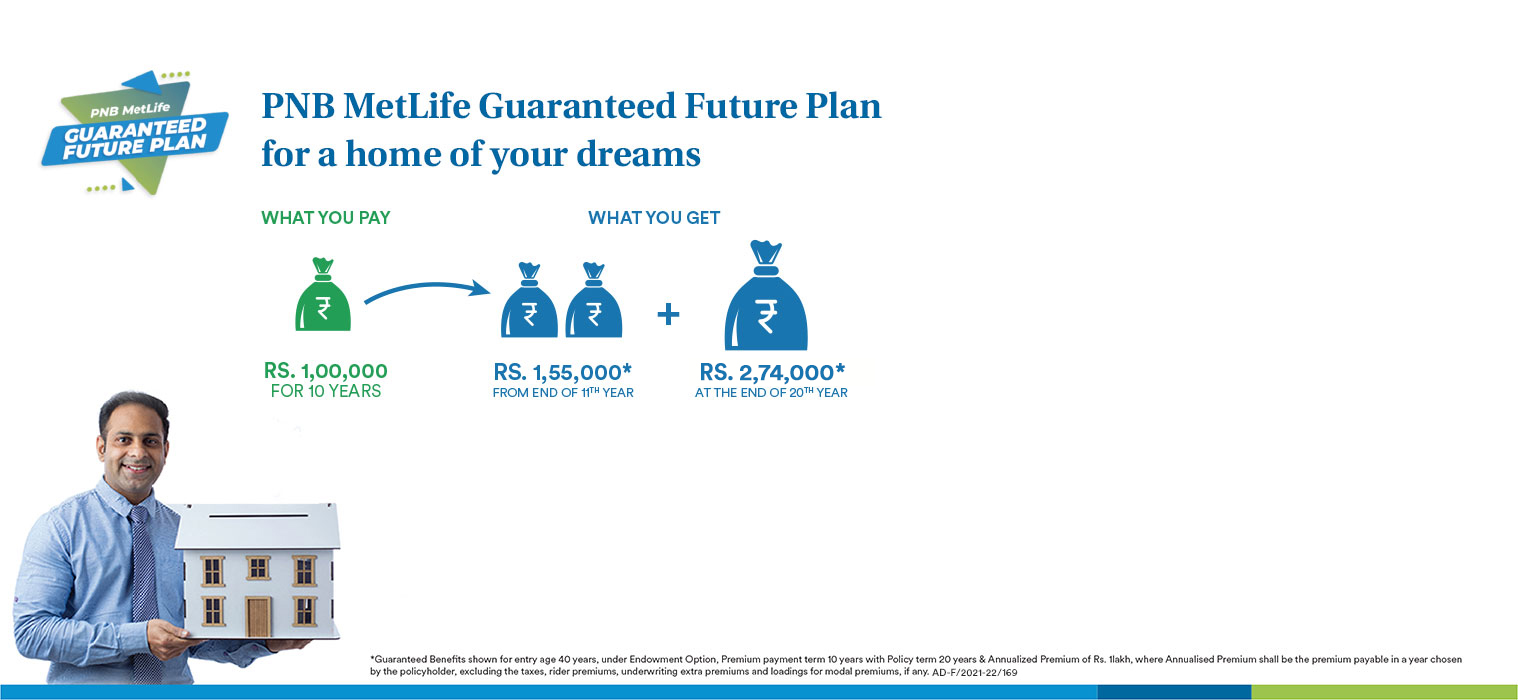 PNB MetLife
GUARANTEED
FUTURE PLAN
PNB MetLife Guaranteed Future Plan
for a home of your dreams
WHAT YOU PAY
WHAT YOU GET
₹
₹
₹
+
₹
RS. 1,00,000
FOR 10 YEARS
RS. 1,55,000*
FROM END OF 11TH YEAR
RS. 2,74,000*
AT THE END OF 20TH YEAR
*Guaranteed Benefits shown for entry age 40 years, under Endowment Option, Premium payment term 10 years with Policy term 20 years & Annualized Premium of Rs. 1lakh, where Annualised Premium shall be the premium payable in a year chosen
by the policyholder, excluding the taxes, rider premiums, underwriting extra premiums and loadings for modal premiums, if any. AD-F/2021-22/169